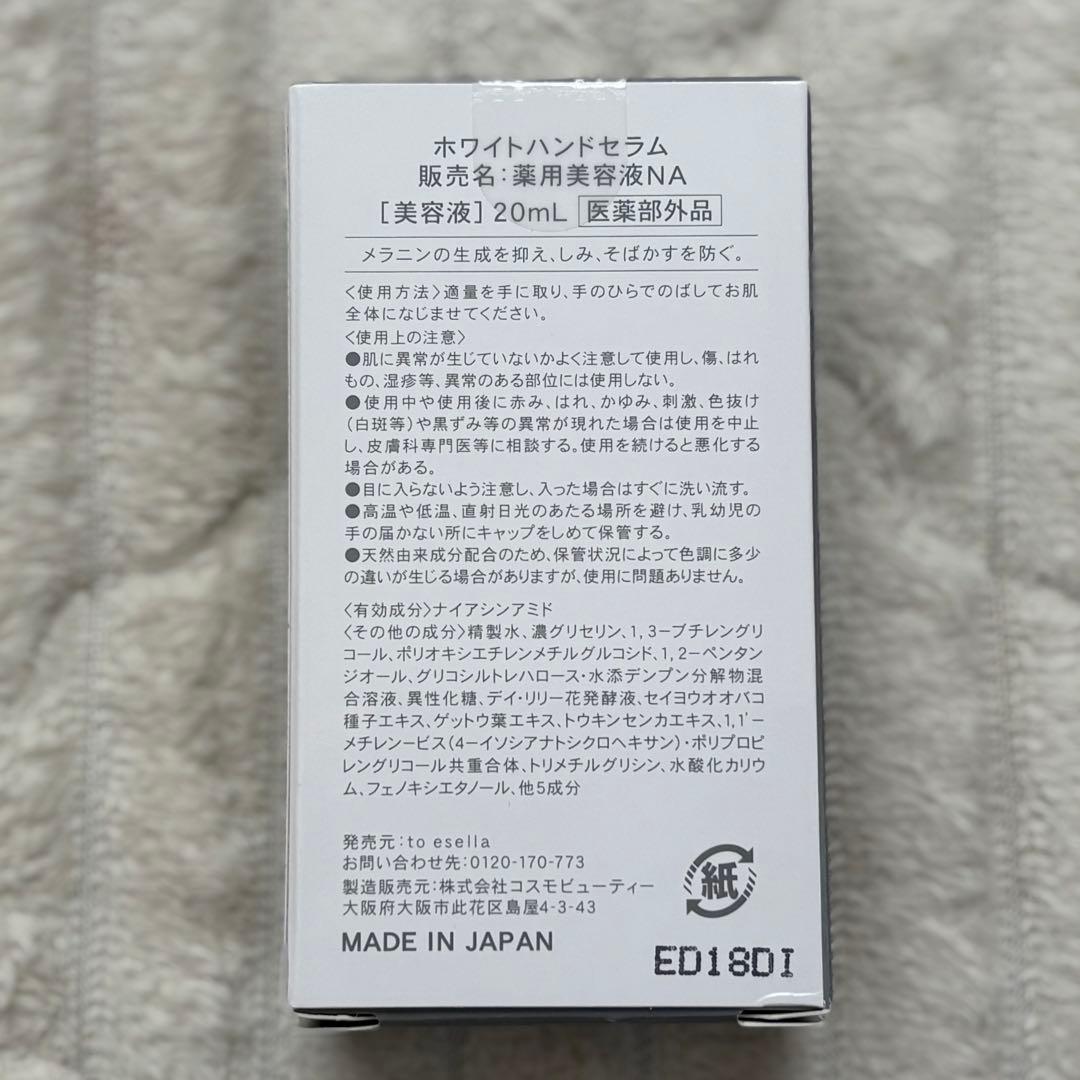 ホワイトハンドセラム
販売名：薬用美容液NA
［美容液］20mL 医薬部外品
メラニンの生成を抑え、しみ、そばかすを防ぐ。
〈使用方法〉適量を手に取り、手のひらでのばしてお肌
全体になじませてください。
〈使用上の注意〉
●肌に異常が生じていないかよく注意して使用し、傷、はれ
もの、湿疹等、異常のある部位には使用しない。
●使用中や使用後に赤み、はれ、かゆみ、刺激、色抜け
（白斑等）や黒ずみ等の異常が現れた場合は使用を中止
し、皮膚科専門医等に相談する。使用を続けると悪化する
場合がある。
●目に入らないよう注意し、入った場合はすぐに洗い流す。
●高温や低温、直射日光のあたる場所を避け、乳幼児の
手の届かない所にキャップをしめて保管する。
●天然由来成分配合のため、保管状況によって色調に多少
の違いが生じる場合がありますが、使用に問題ありません。
〈有効成分〉ナイアシンアミド
〈その他の成分〉精製水、濃グリセリン、1,3−ブチレングリ
コール、ポリオキシエチレンメチルグルコシド、1,2−ペンタン
ジオール、グリコシルトレハロース・水添デンプン分解物混
合溶液、異性化糖、デイ・リリー花発酵液、セイヨウオオバコ
種子エキス、ゲットウ葉エキス、トウキンセンカエキス、1,1'−
メチレン−ビス（4−イソシアナトシクロヘキサン）・ポリプロピ
レングリコール共重合体、トリメチルグリシン、水酸化カリウ
ム、フェノキシエタノール、他5成分
発売元：to esella
お問い合わせ先：0120-170-773
製造販売元：株式会社コスモビューティー
大阪府大阪市此花区島屋4-3-43
MADE IN JAPAN
紙
ED18DI